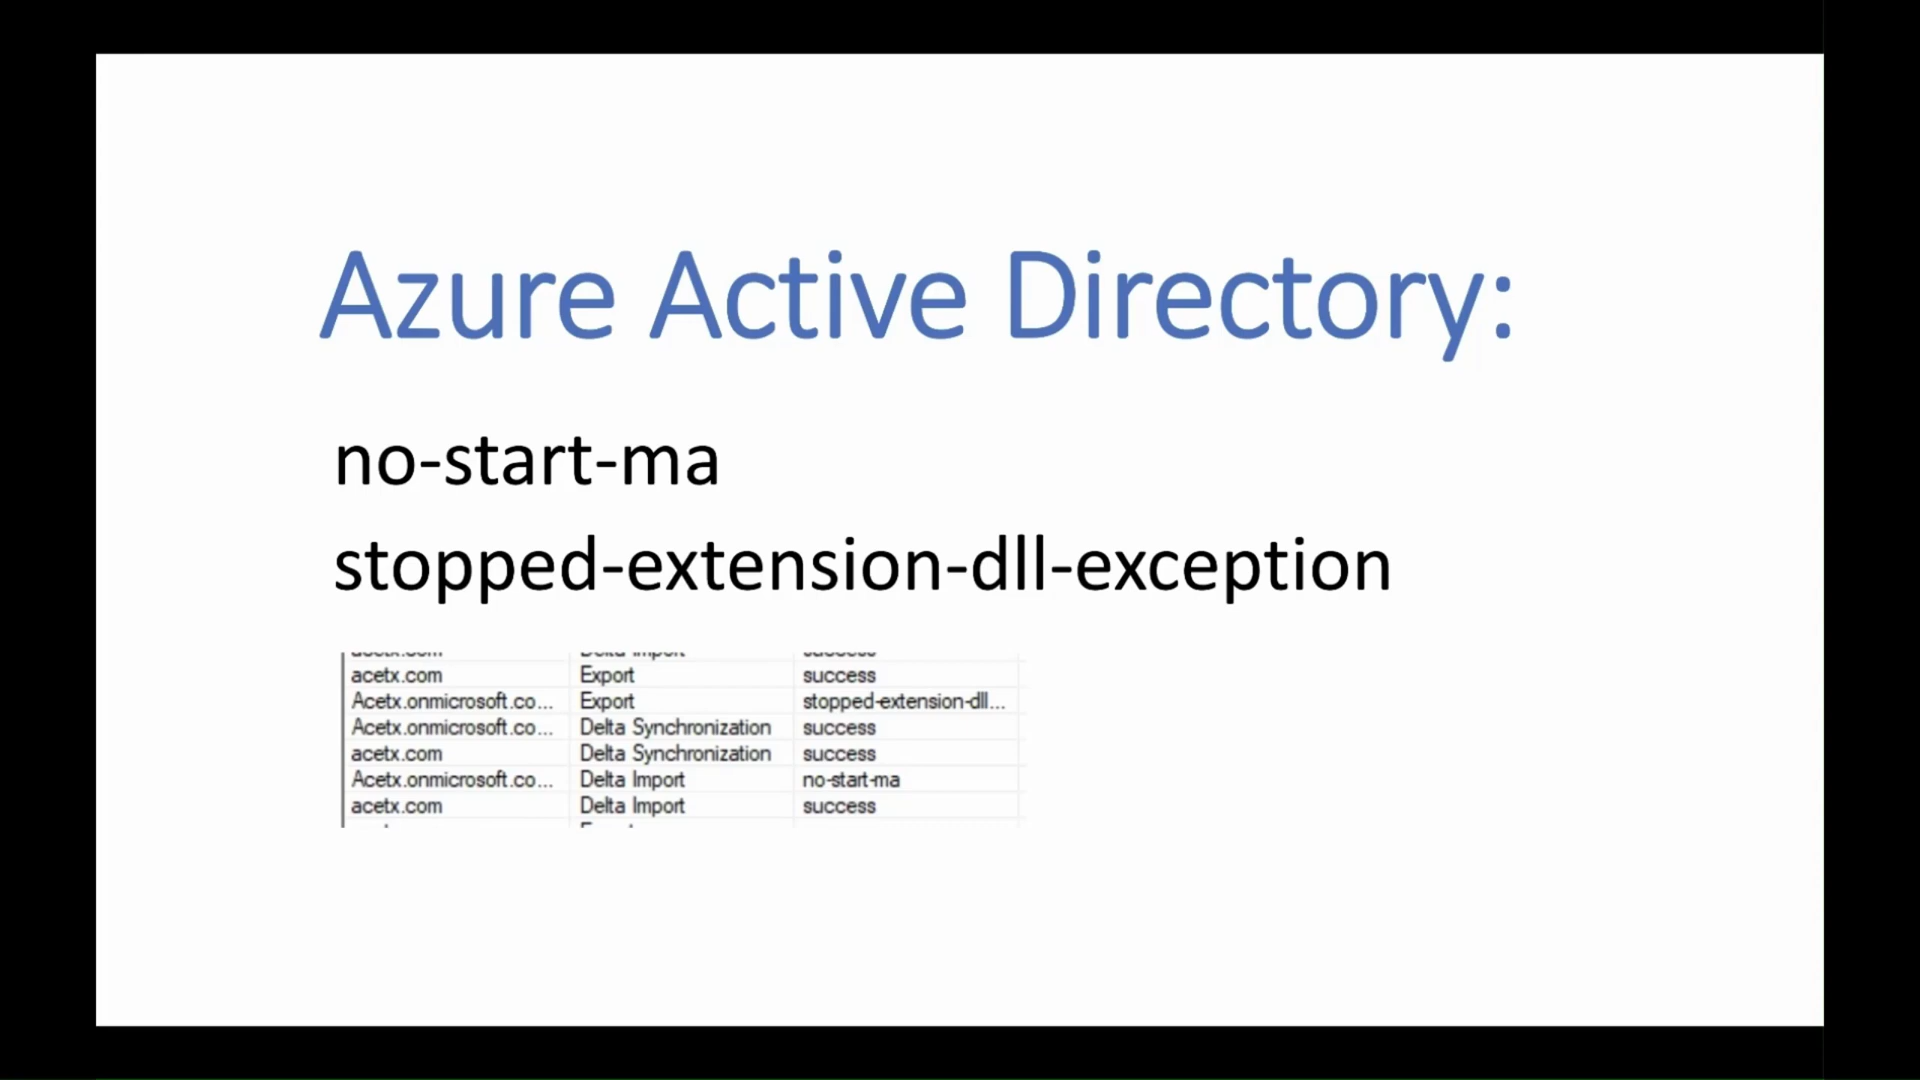 Azure Active Directory:
no-start-ma
stopped-extension-dll-exception
acetx.com Export success
Acetx.onmicrosoft.co... Export stopped-extension-dll...
Acetx.onmicrosoft.co... Delta Synchronization success
acetx.com Delta Synchronization success
Acetx.onmicrosoft.co... Delta Import no-start-ma
acetx.com Delta Import success